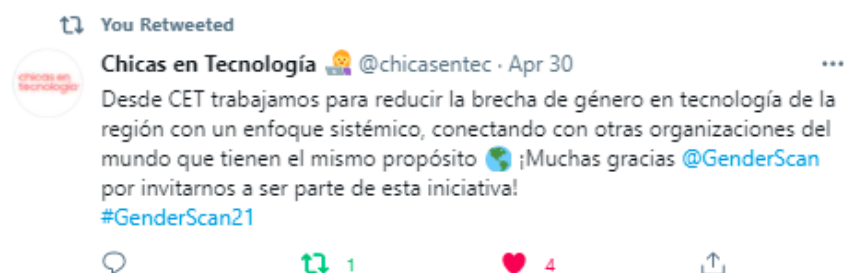 You Retweeted
chicas en
tecnología
Chicas en Tecnología 👩‍💻 @chicasentec · Apr 30
Desde CET trabajamos para reducir la brecha de género en tecnología de la
región con un enfoque sistémico, conectando con otras organizaciones del
mundo que tienen el mismo propósito 🌎 ¡Muchas gracias @GenderScan
por invitarnos a ser parte de esta iniciativa!
#GenderScan21
1 4